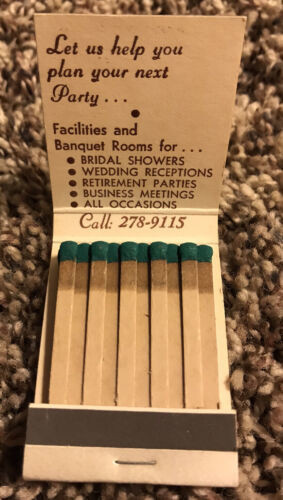 Let us help you
plan your next
Party . . .
Facilities and
Banquet Rooms for . . .
● BRIDAL SHOWERS
● WEDDING RECEPTIONS
● RETIREMENT PARTIES
● BUSINESS MEETINGS
● ALL OCCASIONS
Call: 278-9115